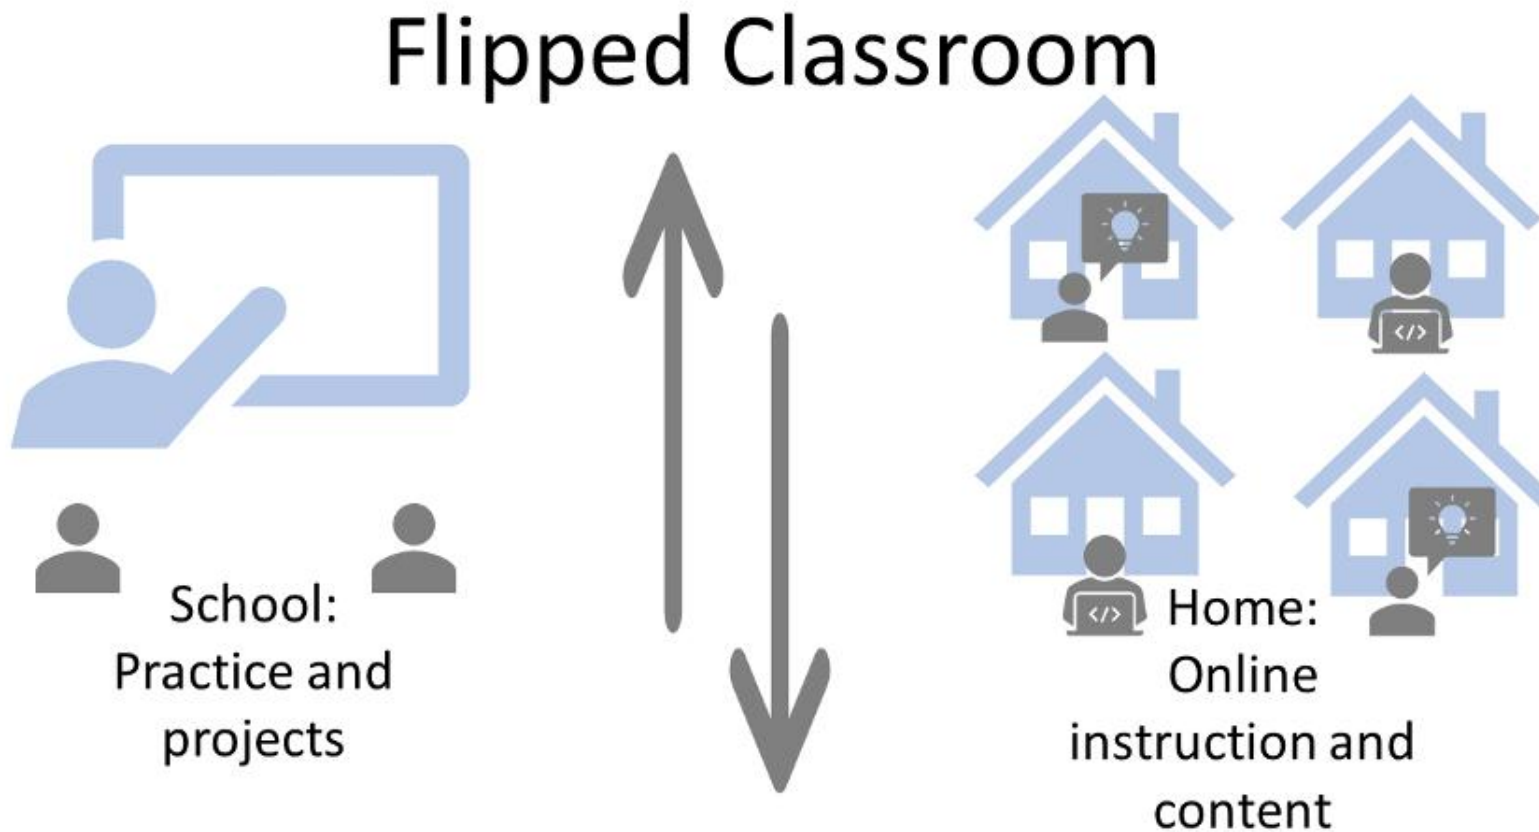 Flipped Classroom
School:
Practice and
projects
</>
</>
Home:
Online
instruction and
content